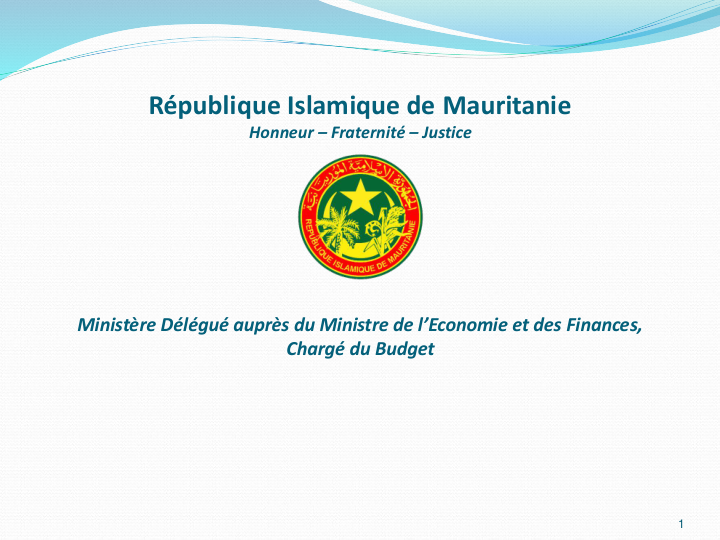 République Islamique de Mauritanie
Honneur – Fraternité – Justice
الجمهورية الإسلامية الموريتانية
REPUBLIQUE ISLAMIQUE DE MAURITANIE
Ministère Délégué auprès du Ministre de l’Economie et des Finances,
Chargé du Budget
1